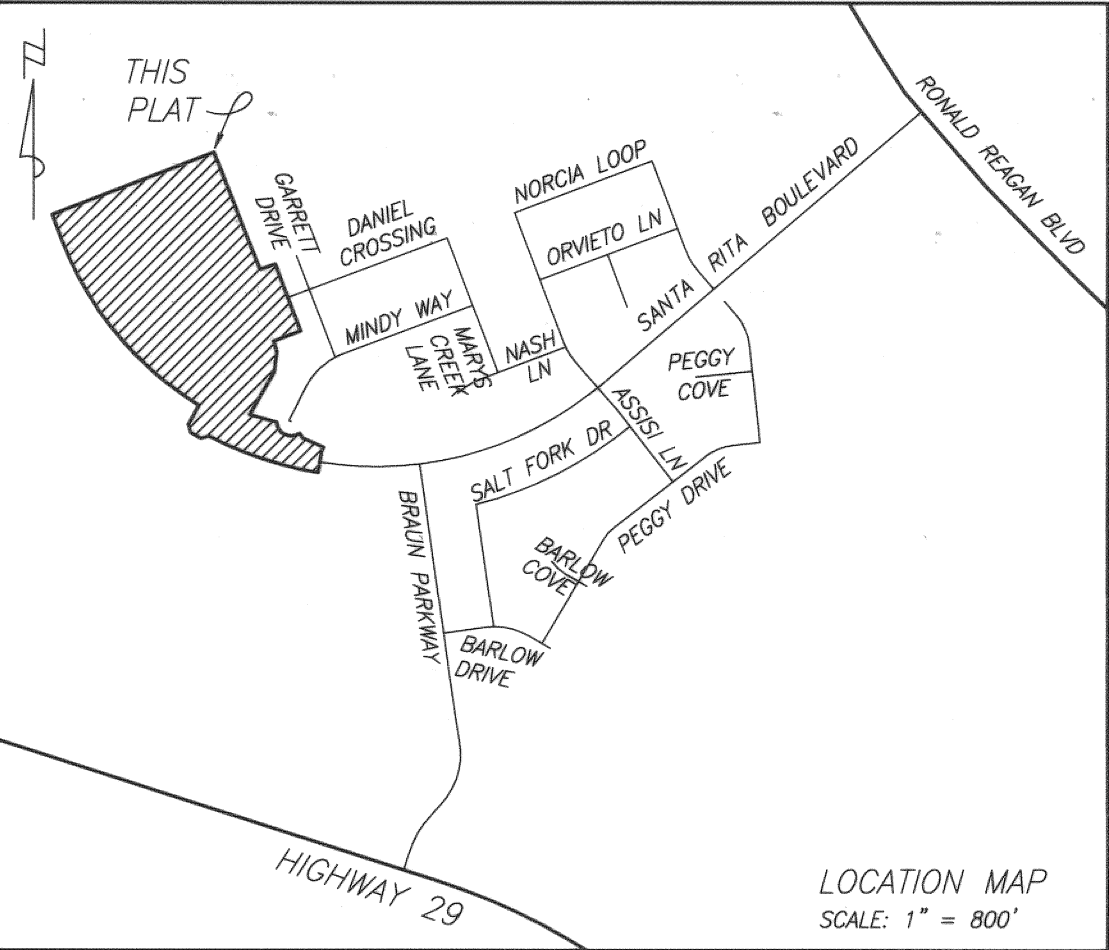 N
THIS
PLAT
GARRETT
DRIVE
DANIEL
CROSSING
MINDY WAY
MARYS
CREEK
LANE
NASH
LN
NORCIA LOOP
ORVIETO LN
SANTA RITA BOULEVARD
RONALD REAGAN BLVD
PEGGY
COVE
ASSISI LN
SALT FORK DR
PEGGY DRIVE
BARLOW
COVE
BRAUN PARKWAY
BARLOW
DRIVE
HIGHWAY 29
LOCATION MAP
SCALE: 1" = 800'